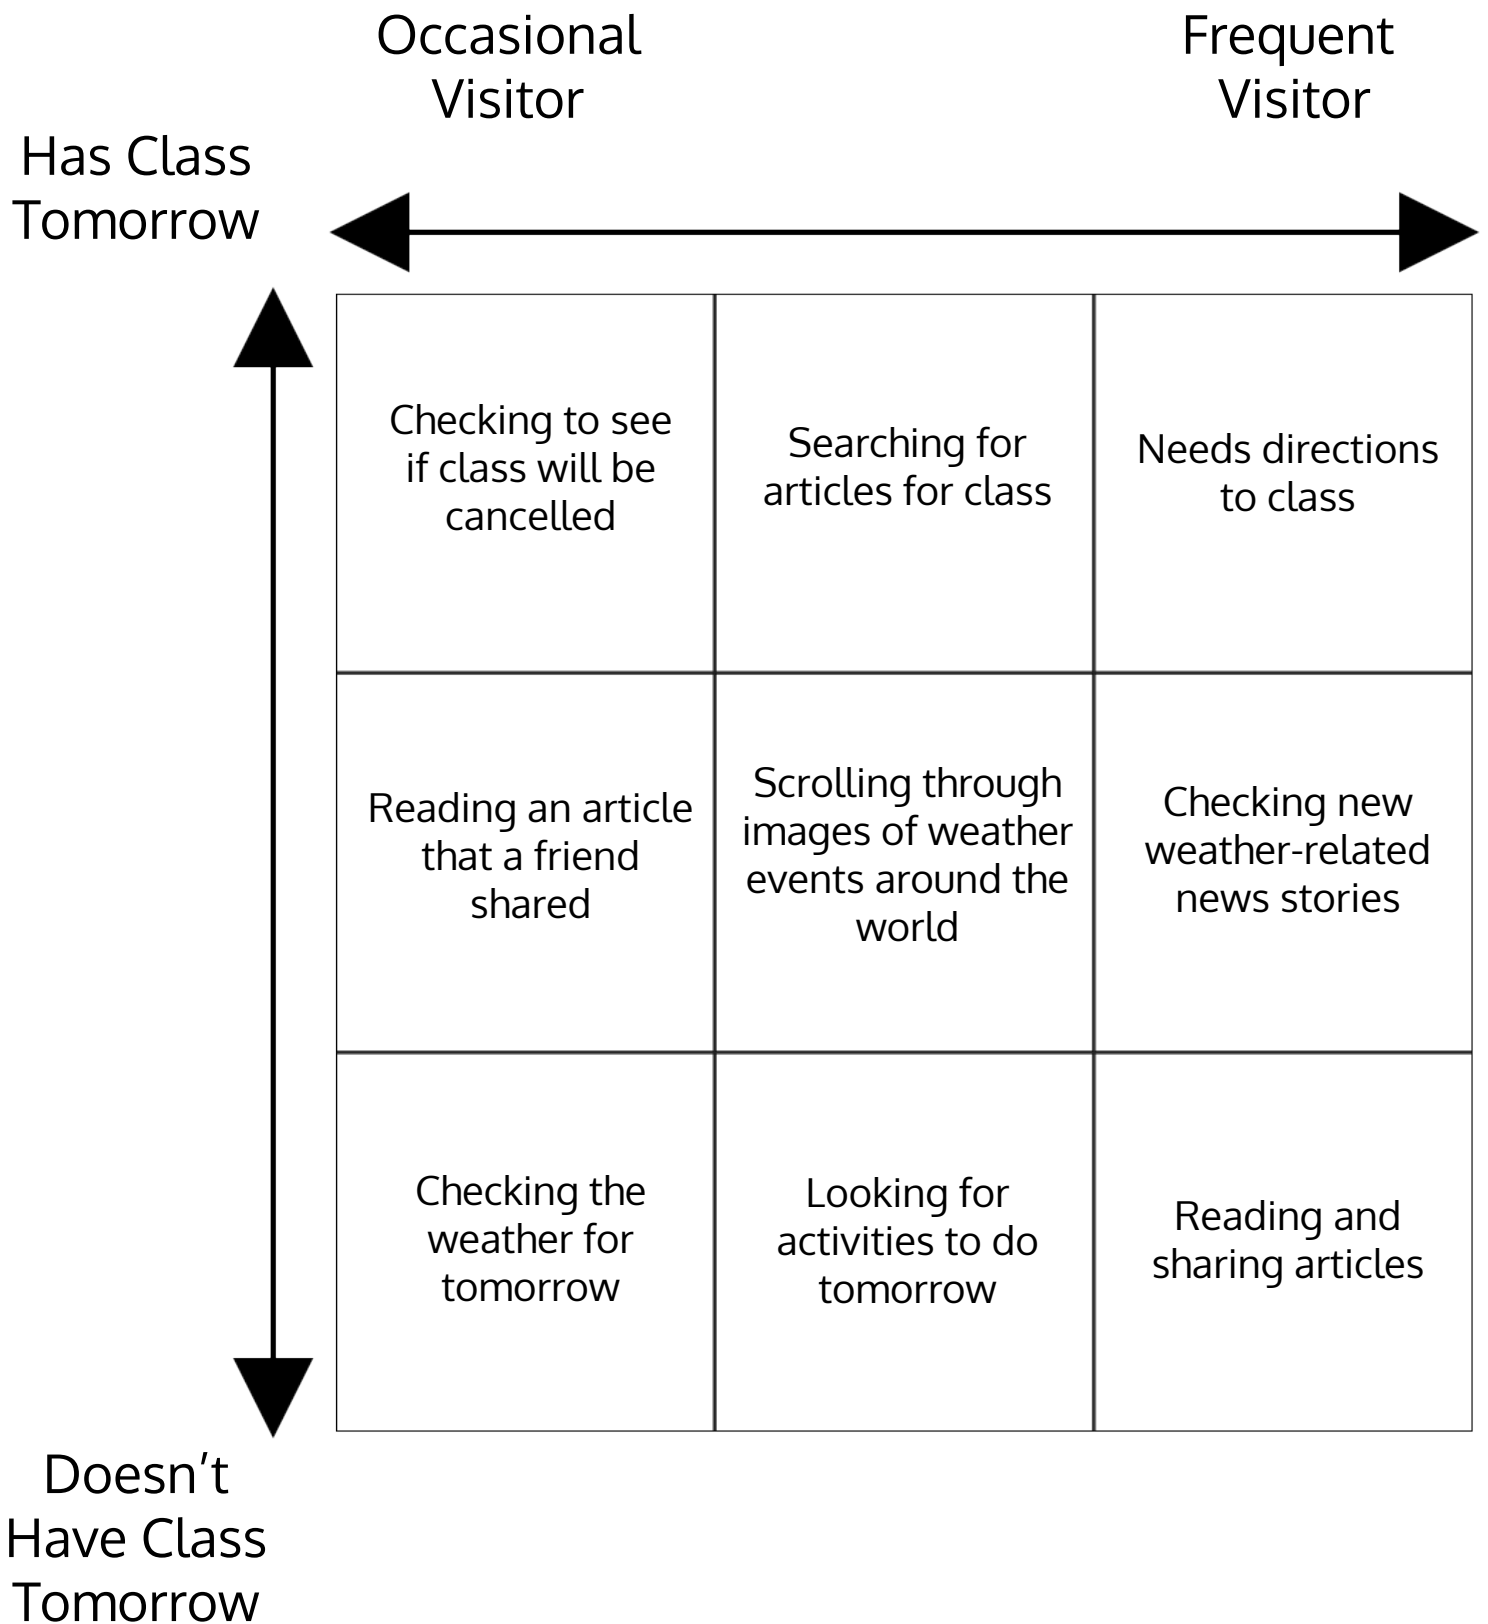 Occasional
Visitor
Frequent
Visitor
Has Class
Tomorrow
Checking to see
if class will be
cancelled
Searching for
articles for class
Needs directions
to class
Reading an article
that a friend
shared
Scrolling through
images of weather
events around the
world
Checking new
weather-related
news stories
Checking the
weather for
tomorrow
Looking for
activities to do
tomorrow
Reading and
sharing articles
Doesn’t
Have Class
Tomorrow